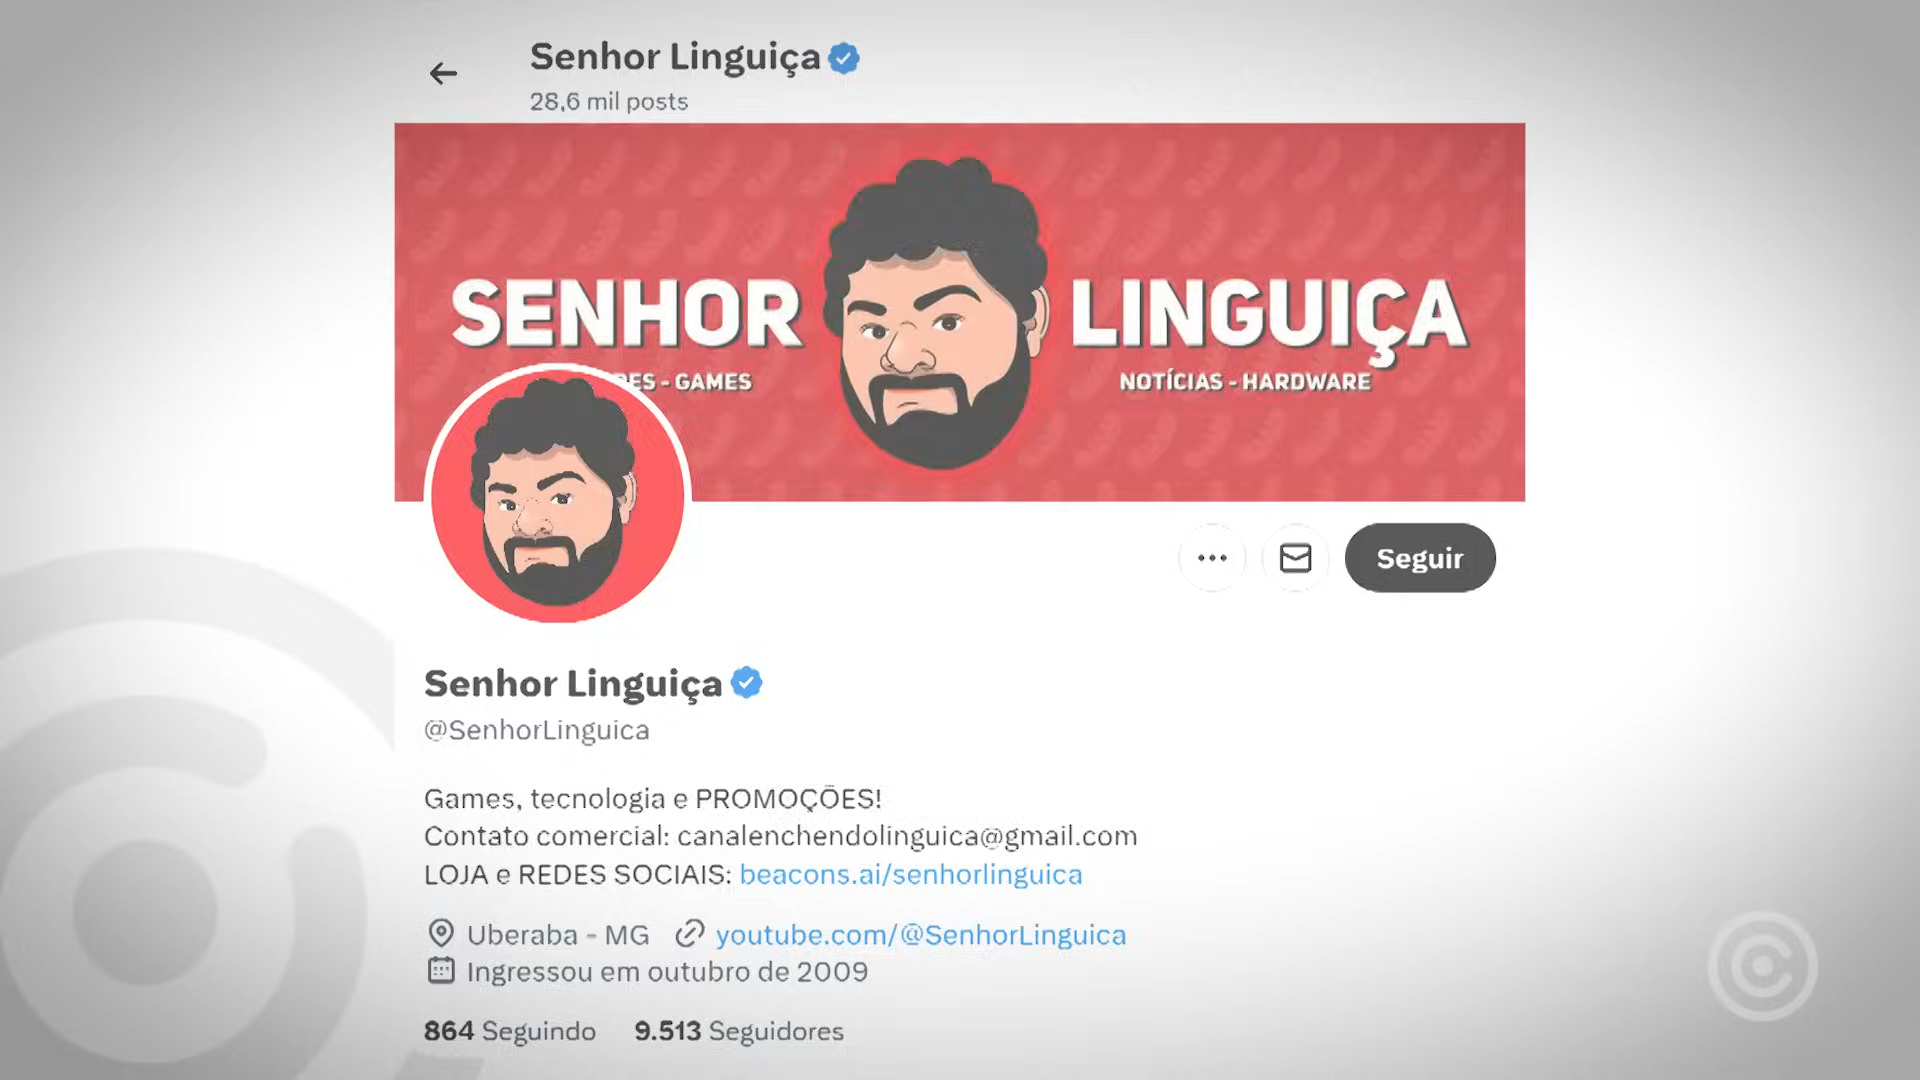 Senhor Linguiça
28,6 mil posts
SENHOR LINGUIÇA
GAMES
NOTÍCIAS - HARDWARE
Seguir
Senhor Linguiça
@SenhorLinguica
Games, tecnologia e PROMOÇÕES!
Contato comercial: canalenchendolinguica@gmail.com
LOJA e REDES SOCIAIS: beacons.ai/senhorlinguica
Uberaba - MG youtube.com/@SenhorLinguica
Ingressou em outubro de 2009
864 Seguindo 9.513 Seguidores